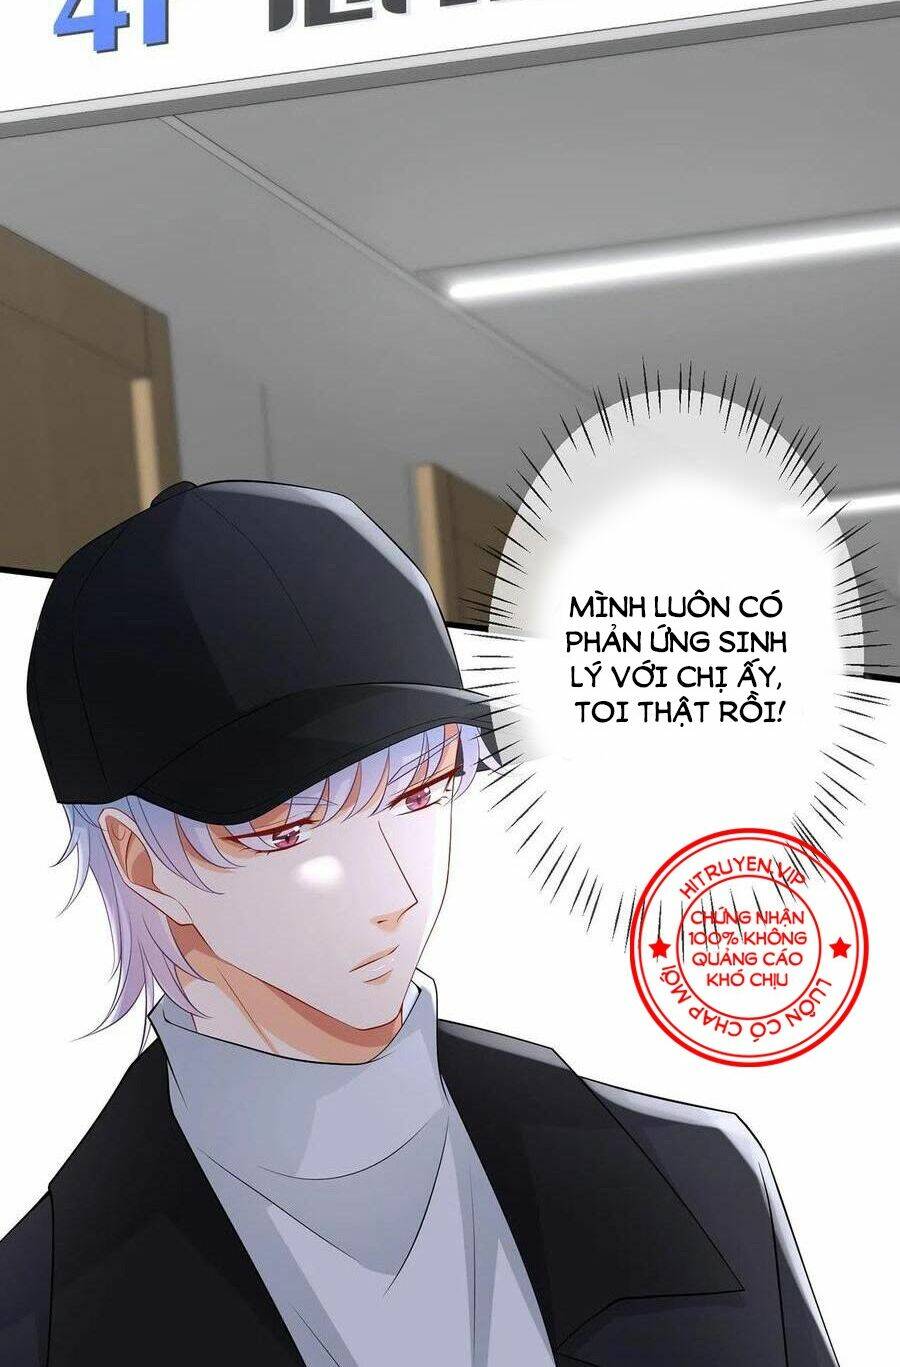 MÌNH LUÔN CÓ
PHẢN ỨNG SINH
LÝ VỚI CHỊ ẤY,
TOI THẬT RỒI!
HITRUYEN.VIP
CHỨNG NHẬN
100% KHÔNG
QUẢNG CÁO
KHÓ CHỊU
LUÔN CÓ CHAP MỚI